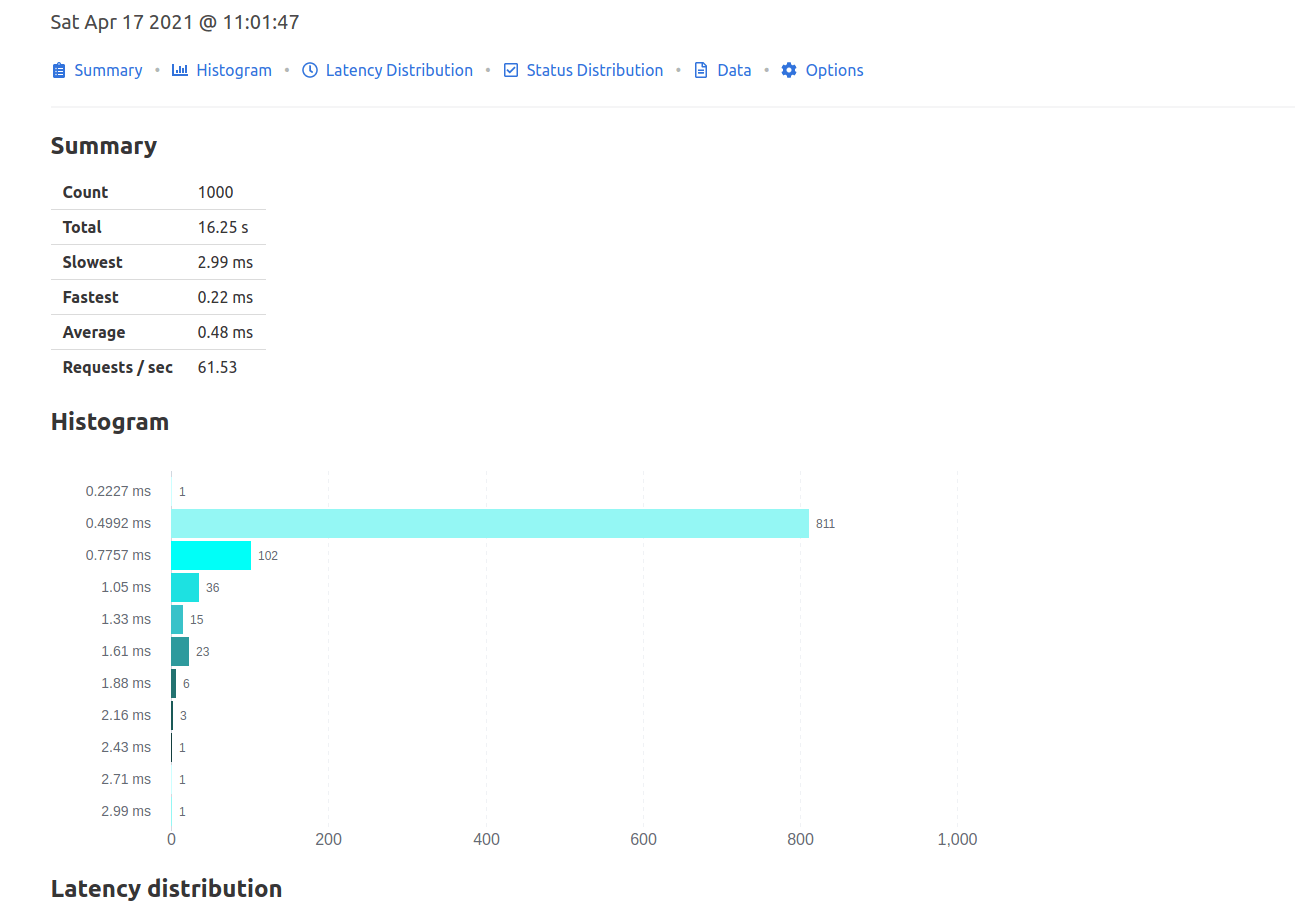 Sat Apr 17 2021 @ 11:01:47
Summary • Histogram • Latency Distribution • Status Distribution • Data • Options
Summary
Count 1000
Total 16.25 s
Slowest 2.99 ms
Fastest 0.22 ms
Average 0.48 ms
Requests / sec 61.53
Histogram
0.2227 ms 1
0.4992 ms 811
0.7757 ms 102
1.05 ms 36
1.33 ms 15
1.61 ms 23
1.88 ms 6
2.16 ms 3
2.43 ms 1
2.71 ms 1
2.99 ms 1
0 200 400 600 800 1,000
Latency distribution